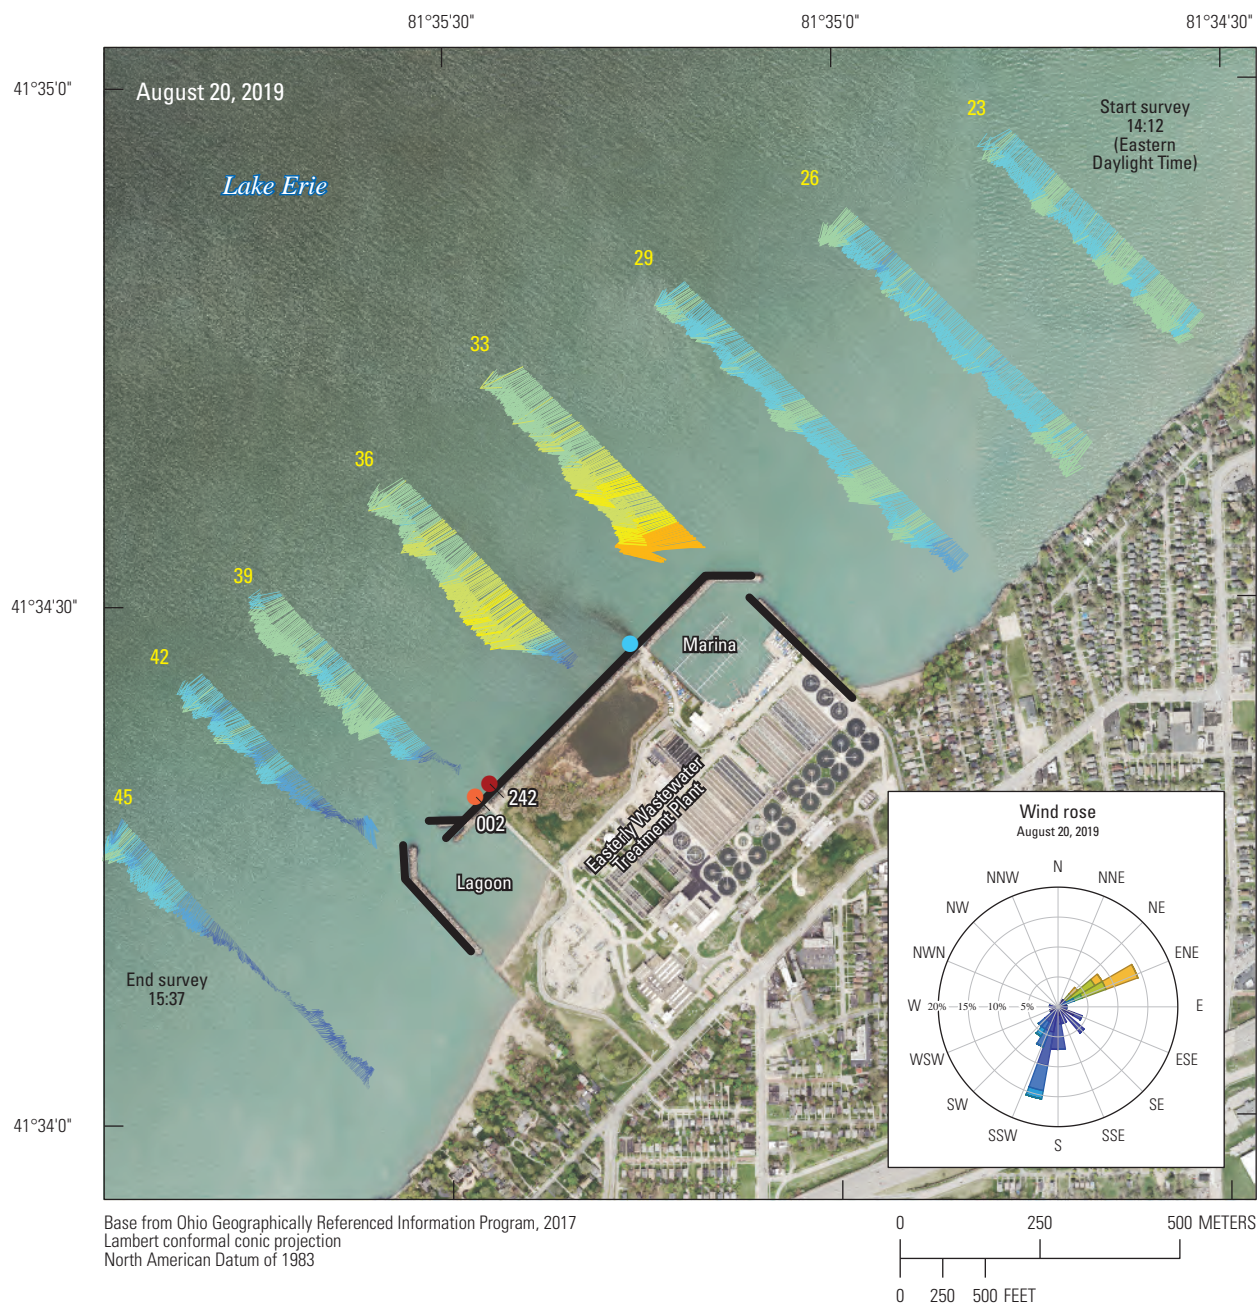 81°35'30"
81°35'0"
81°34'30"
41°35'0"
August 20, 2019
Start survey
14:12
(Eastern
Daylight Time)
23
Lake Erie
26
29
33
36
39
41°34'30"
42
Marina
45
242
002
Easterly Wastewater
Treatment Plant
Lagoon
End survey
15:37
Wind rose
August 20, 2019
N
NNW
NNE
NW
NE
NWN
ENE
W
20%
15%
10%
5%
E
WSW
ESE
SW
SE
SSW
SSE
S
41°34'0"
Base from Ohio Geographically Referenced Information Program, 2017
Lambert conformal conic projection
North American Datum of 1983
0 250 500 METERS
0 250 500 FEET